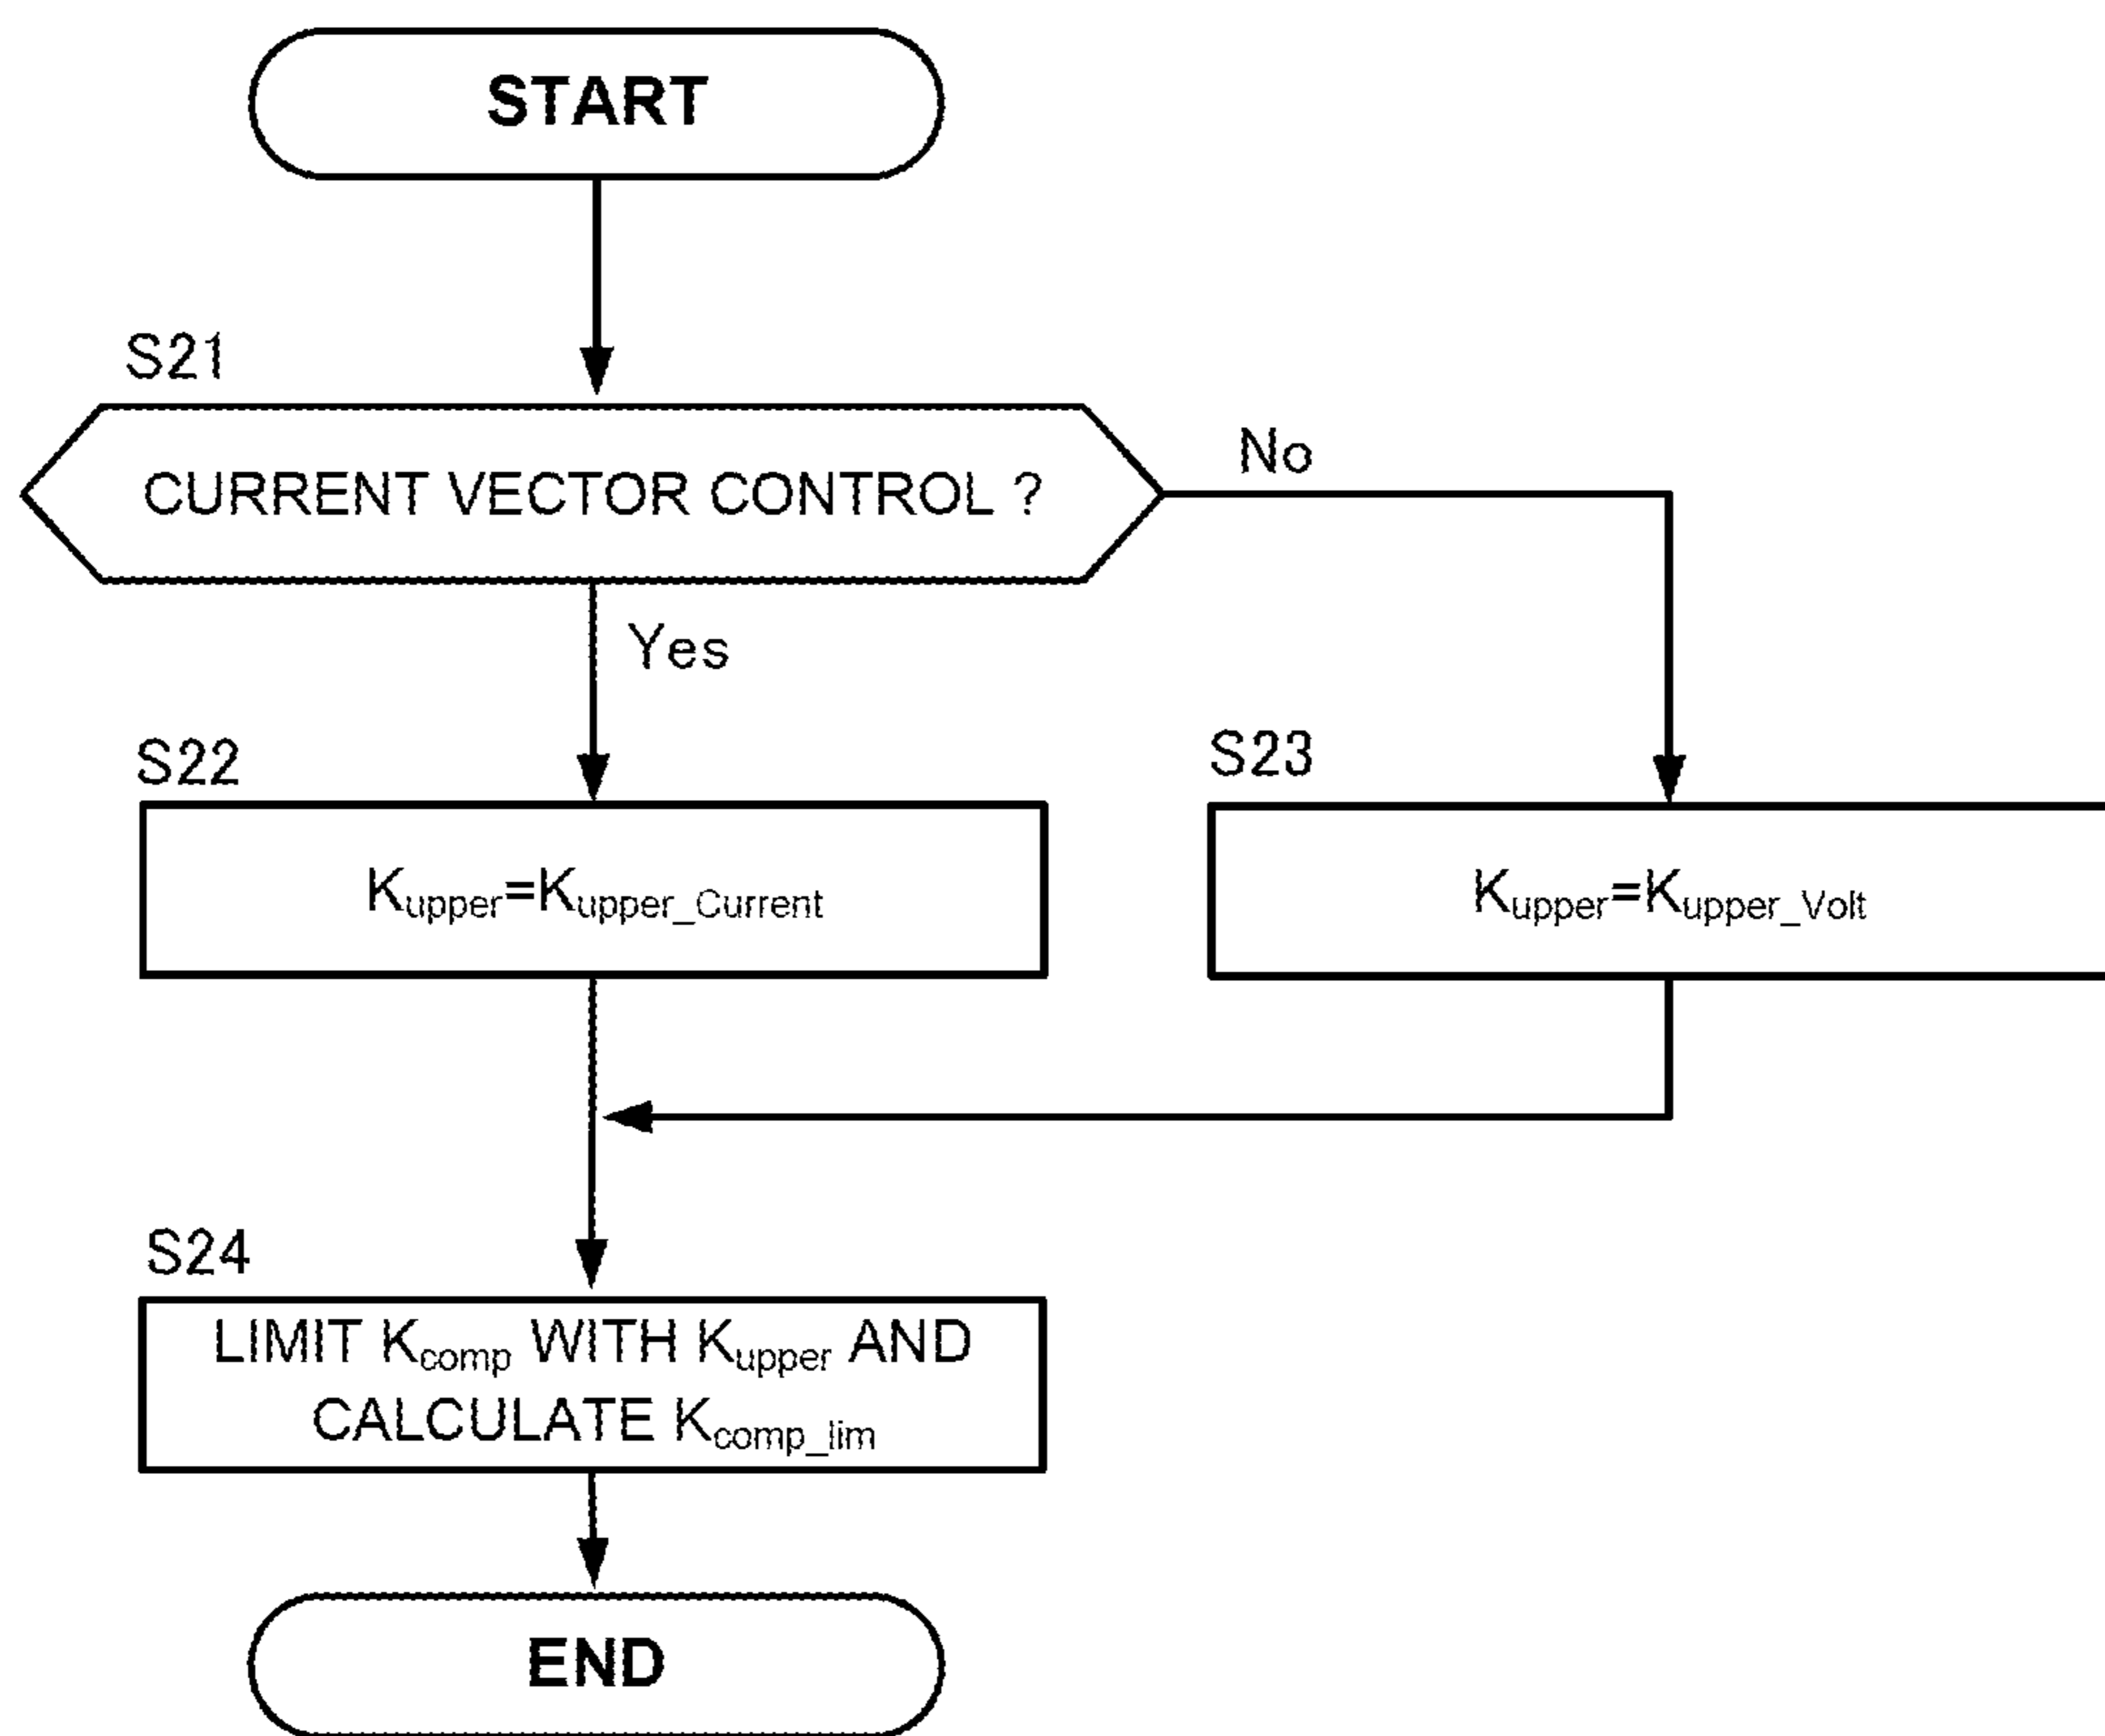 START
S21
CURRENT VECTOR CONTROL ?
No
Yes
S22
S23
Kupper=Kupper_Current
Kupper=Kupper_Volt
S24
LIMIT Kcomp WITH Kupper AND
CALCULATE Kcomp_lim
END